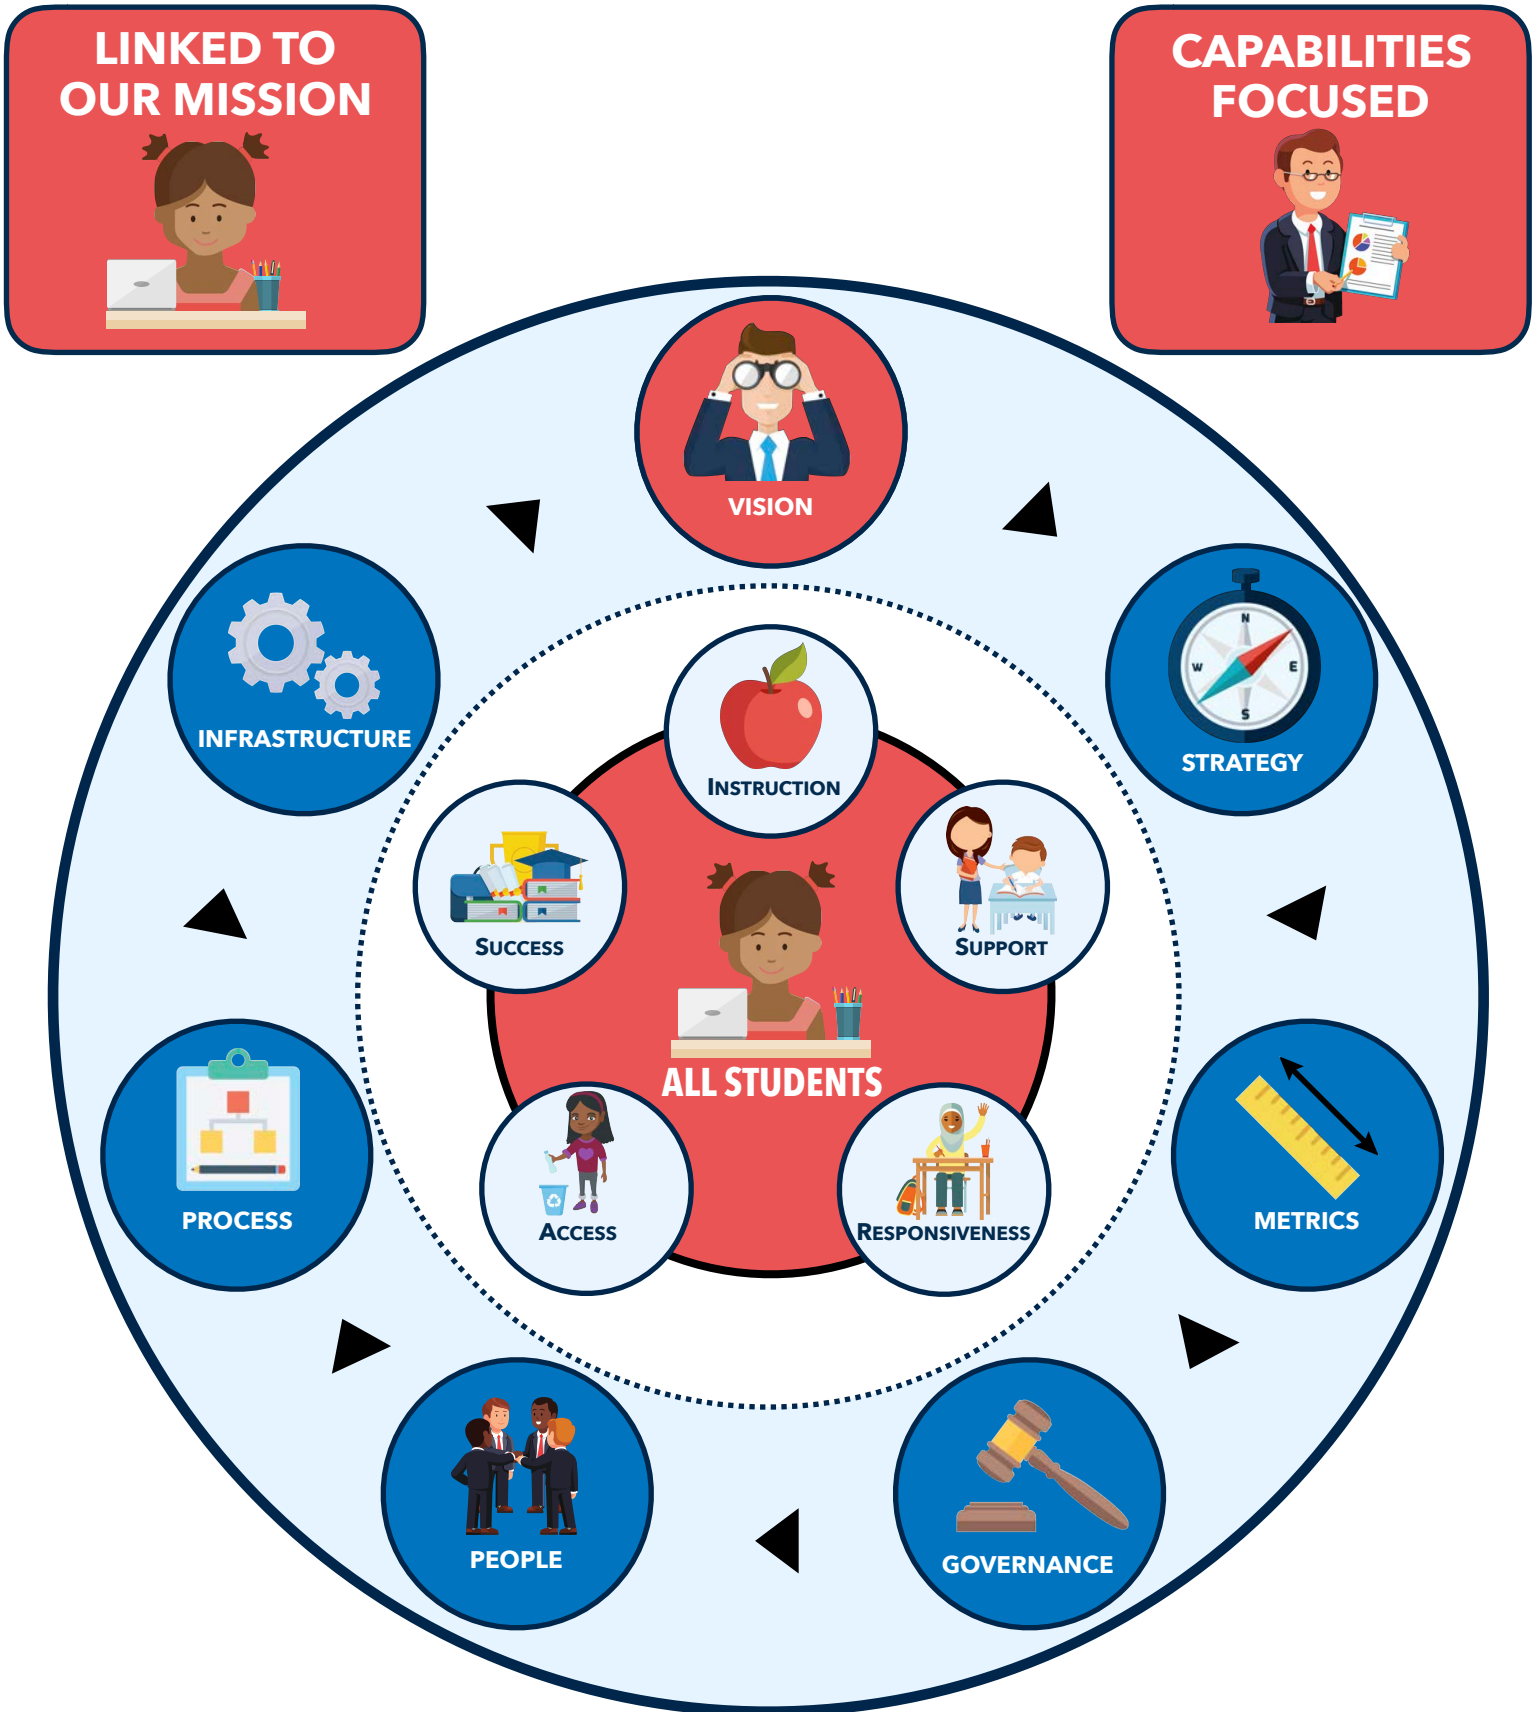 LINKED TO
OUR MISSION
CAPABILITIES
FOCUSED
VISION
INFRASTRUCTURE
N
W
E
S
STRATEGY
INSTRUCTION
SUCCESS
SUPPORT
ALL STUDENTS
PROCESS
METRICS
ACCESS
RESPONSIVENESS
PEOPLE
GOVERNANCE